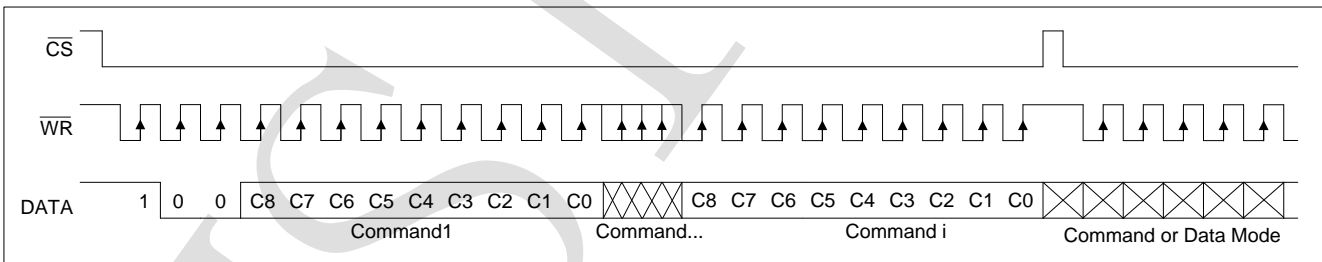 CS
WR
DATA 1 0 0 C8 C7 C6 C5 C4 C3 C2 C1 C0 C8 C7 C6 C5 C4 C3 C2 C1 C0
Command1 Command... Command i Command or Data Mode